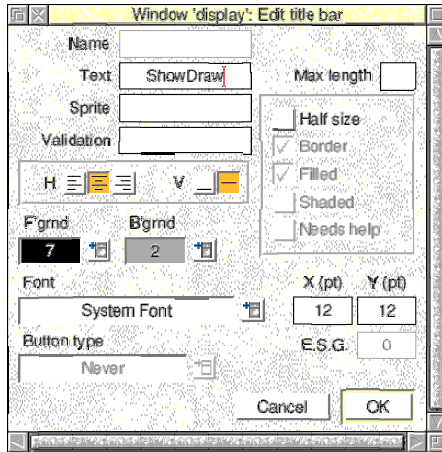 Window 'display': Edit title bar
Name
Text ShowDraw Max length
Sprite
Validation
Half size
Border
Filled
Shaded
Needs help
H V
F'grnd B'grnd
7 2
Font X (pt) Y (pt)
System Font 12 12
Button type E.S.G. 0
Never
Cancel OK